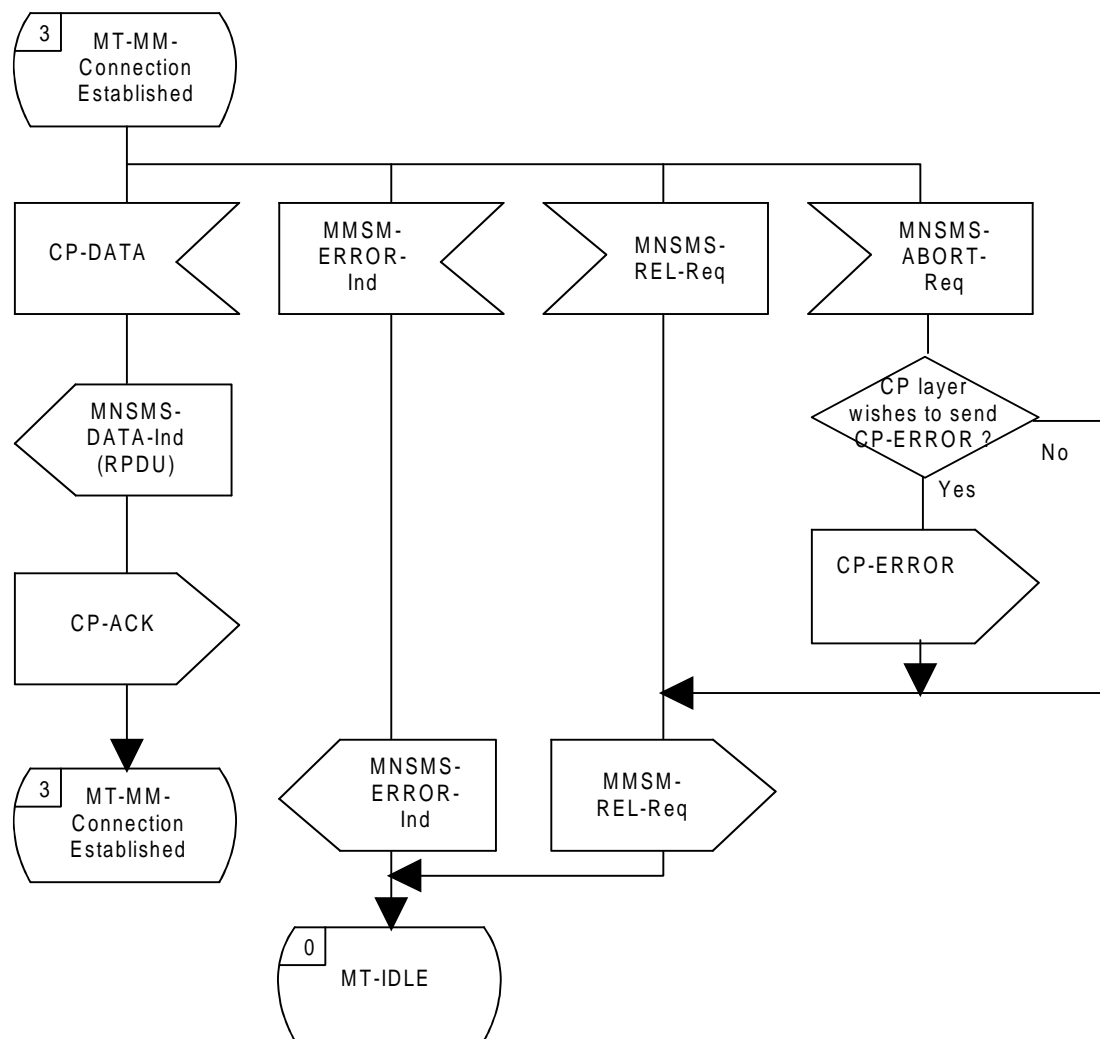 3
MT-MM-
Connection
Established
CP-DATA
MMSM-
ERROR-
Ind
MNSMS-
REL-Req
MNSMS-
ABORT-
Req
MNSMS-
DATA-Ind
(RPDU)
CP layer
wishes to send
CP-ERROR ?
No
Yes
CP-ERROR
CP-ACK
3
MT-MM-
Connection
Established
MNSMS-
ERROR-
Ind
MMSM-
REL-Req
0
MT-IDLE